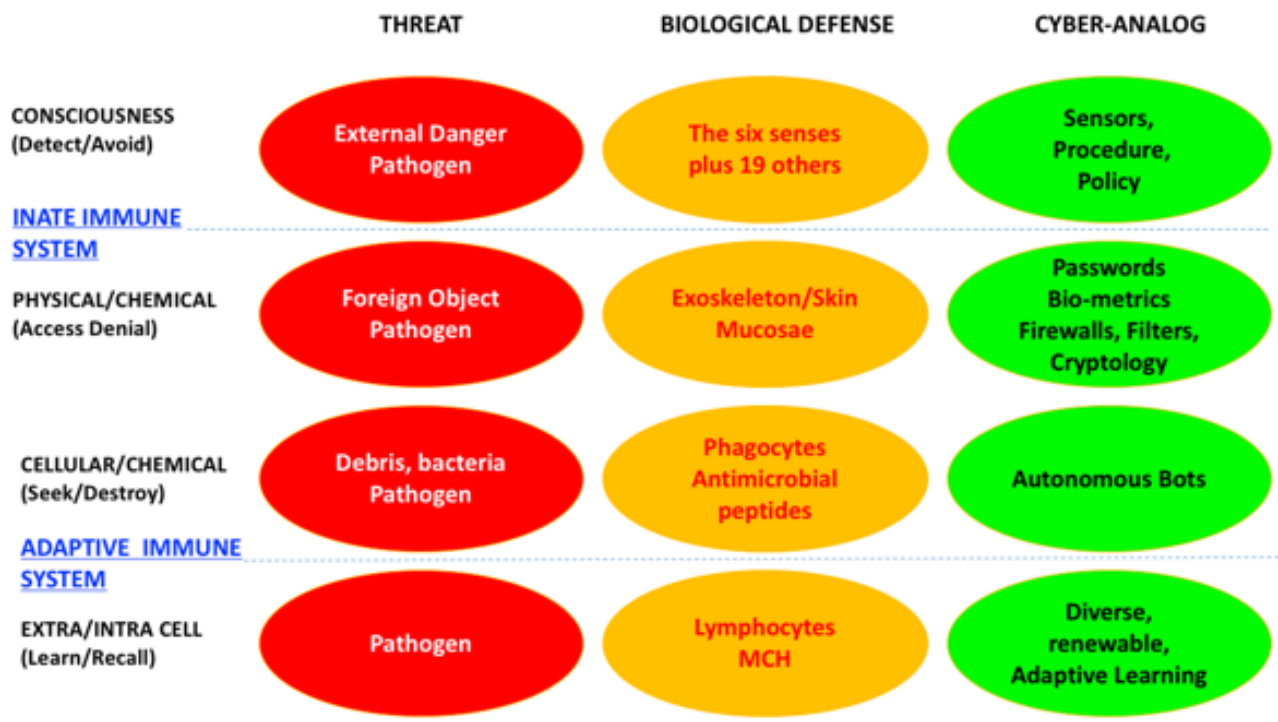 THREAT
BIOLOGICAL DEFENSE
CYBER-ANALOG
CONSCIOUSNESS
(Detect/Avoid)
External Danger
Pathogen
The six senses
plus 19 others
Sensors,
Procedure,
Policy
INATE IMMUNE
SYSTEM
PHYSICAL/CHEMICAL
(Access Denial)
Foreign Object
Pathogen
Exoskeleton/Skin
Mucosae
Passwords
Bio-metrics
Firewalls, Filters,
Cryptology
CELLULAR/CHEMICAL
(Seek/Destroy)
Debris, bacteria
Pathogen
Phagocytes
Antimicrobial
peptides
Autonomous Bots
ADAPTIVE IMMUNE
SYSTEM
EXTRA/INTRA CELL
(Learn/Recall)
Pathogen
Lymphocytes
MCH
Diverse,
renewable,
Adaptive Learning